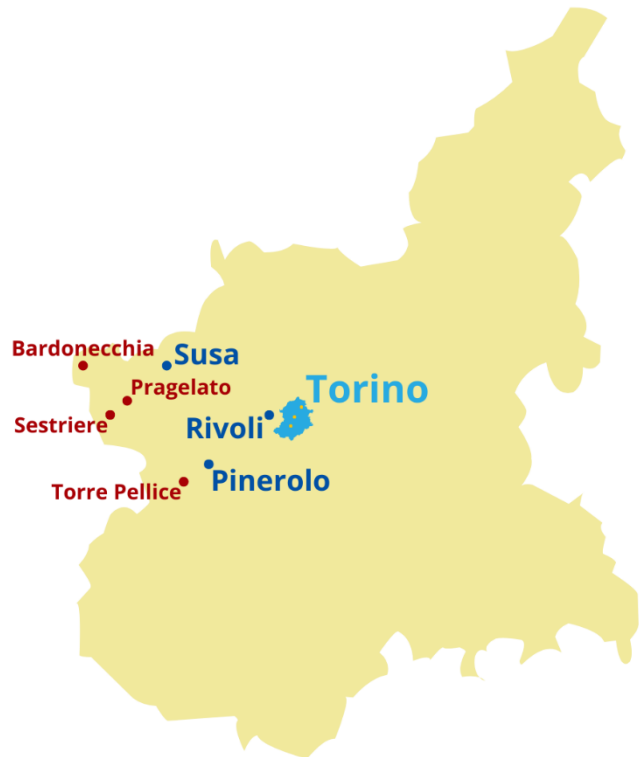 Bardonecchia
Susa
Pragelato
Torino
Sestriere
Rivoli
Pinerolo
Torre Pellice